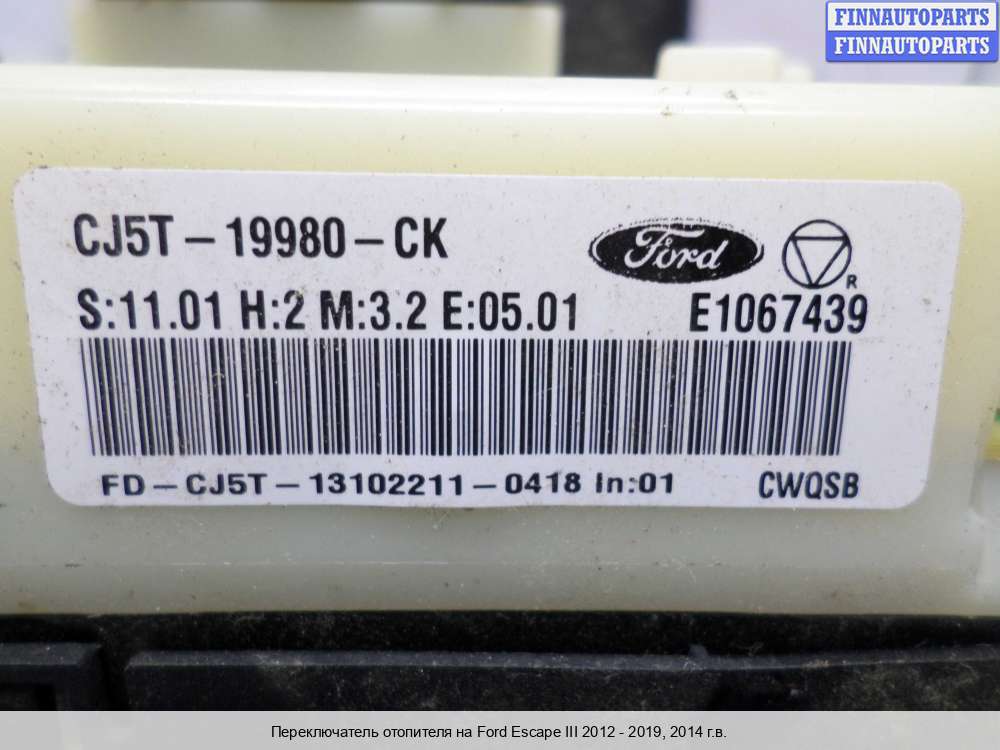 FINNAUTOPARTS
FINNAUTOPARTS
CJ5T-19980-CK
Ford
R
S:11.01 H:2 M:3.2 E:05.01 E1067439
FD-CJ5T-13102211-0418 In:01 CWQSB
Переключатель отопителя на Ford Escape III 2012 - 2019, 2014 г.в.